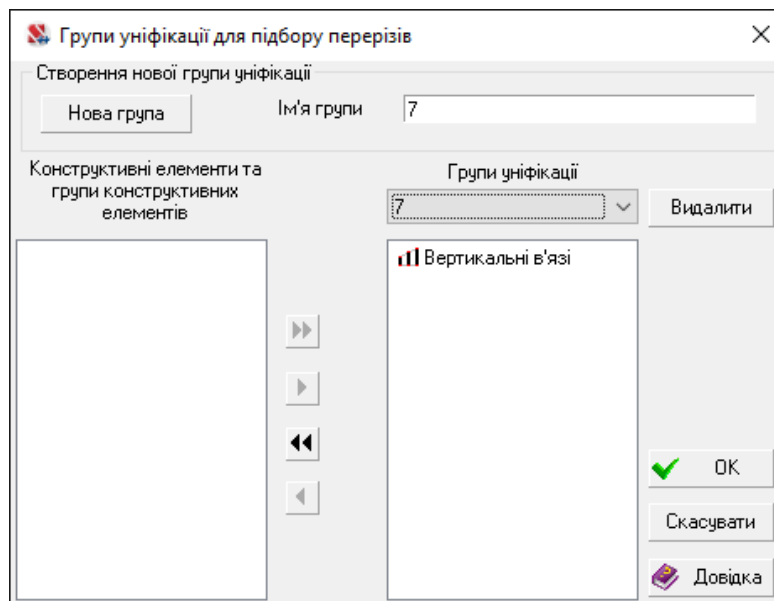 Групи уніфікації для підбору перерізів
Створення нової групи уніфікації
Нова група
Ім'я групи
7
Конструктивні елементи та
групи конструктивних
елементів
Групи уніфікації
7
Видалити
Вертикальні в'язі
OK
Скасувати
Довідка